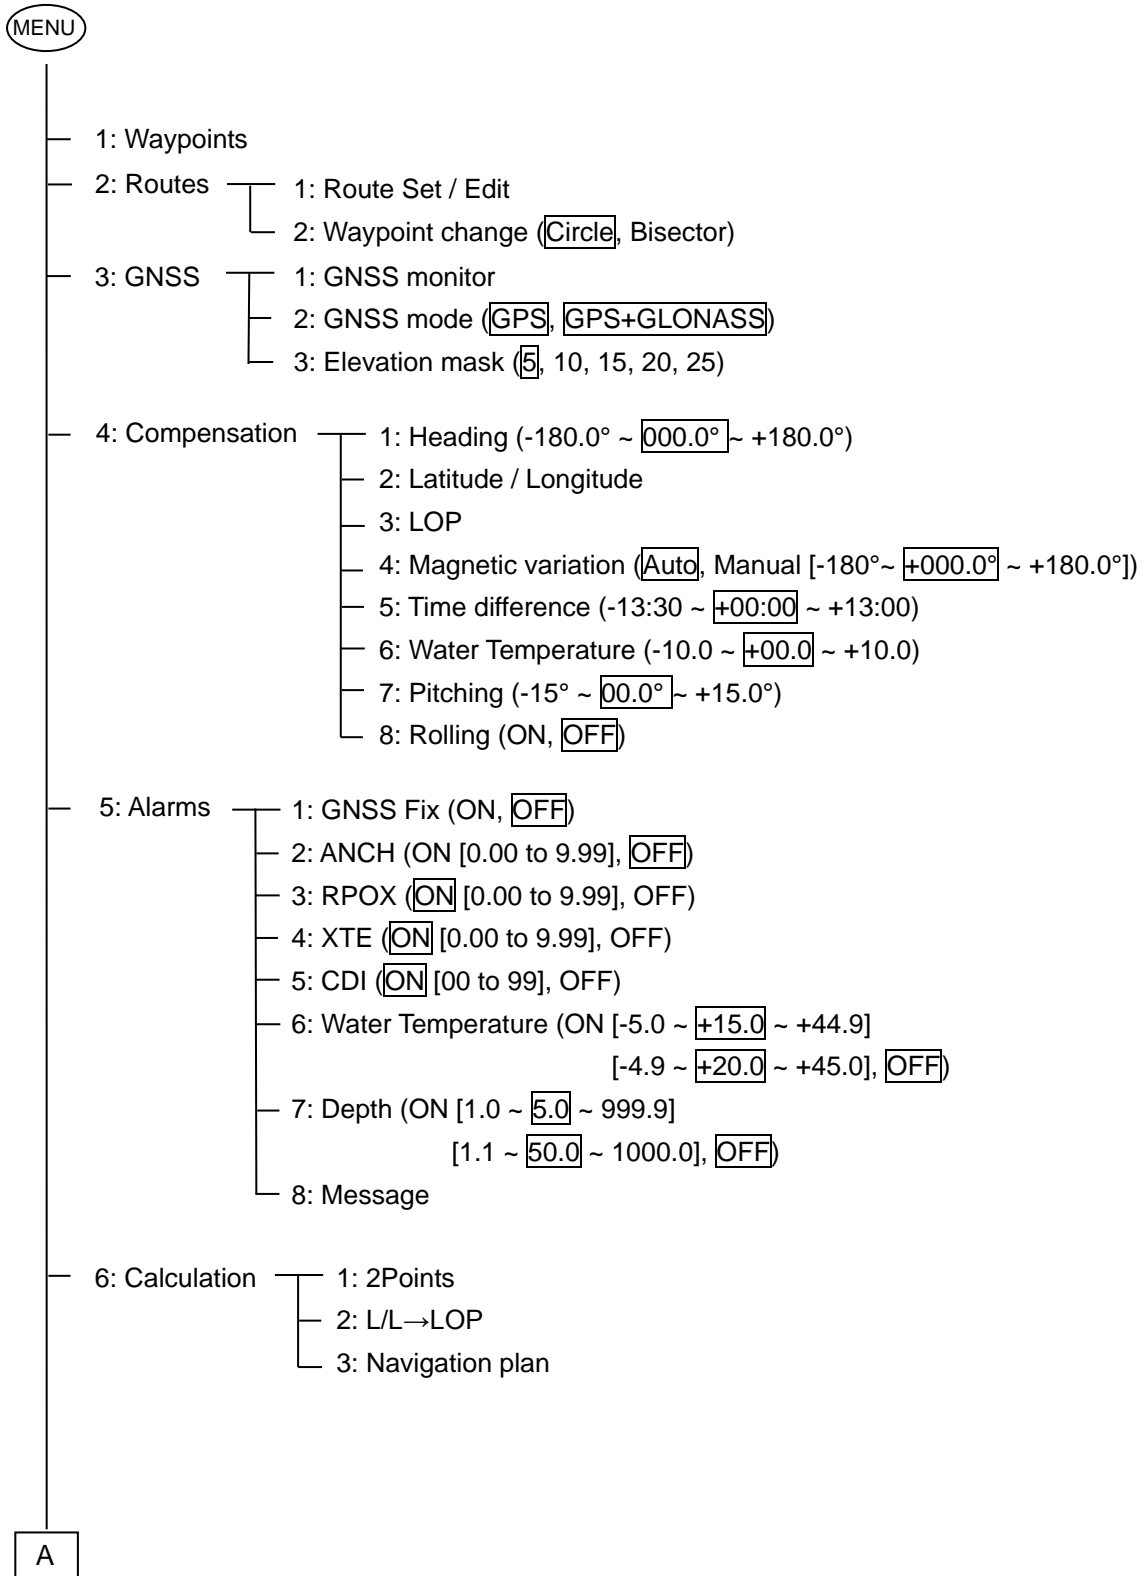 MENU
1: Waypoints
2: Routes
1: Route Set / Edit
2: Waypoint change (Circle, Bisector)
3: GNSS
1: GNSS monitor
2: GNSS mode (GPS, GPS+GLONASS)
3: Elevation mask (5, 10, 15, 20, 25)
4: Compensation
1: Heading (-180.0° ~ 000.0° ~ +180.0°)
2: Latitude / Longitude
3: LOP
4: Magnetic variation (Auto, Manual [-180°~ +000.0° ~ +180.0°])
5: Time difference (-13:30 ~ +00:00 ~ +13:00)
6: Water Temperature (-10.0 ~ +00.0 ~ +10.0)
7: Pitching (-15° ~ 00.0° ~ +15.0°)
8: Rolling (ON, OFF)
5: Alarms
1: GNSS Fix (ON, OFF)
2: ANCH (ON [0.00 to 9.99], OFF)
3: RPOX (ON [0.00 to 9.99], OFF)
4: XTE (ON [0.00 to 9.99], OFF)
5: CDI (ON [00 to 99], OFF)
6: Water Temperature (ON [-5.0 ~ +15.0 ~ +44.9]
[-4.9 ~ +20.0 ~ +45.0], OFF)
7: Depth (ON [1.0 ~ 5.0 ~ 999.9]
[1.1 ~ 50.0 ~ 1000.0], OFF)
8: Message
6: Calculation
1: 2Points
2: L/L→LOP
3: Navigation plan
A